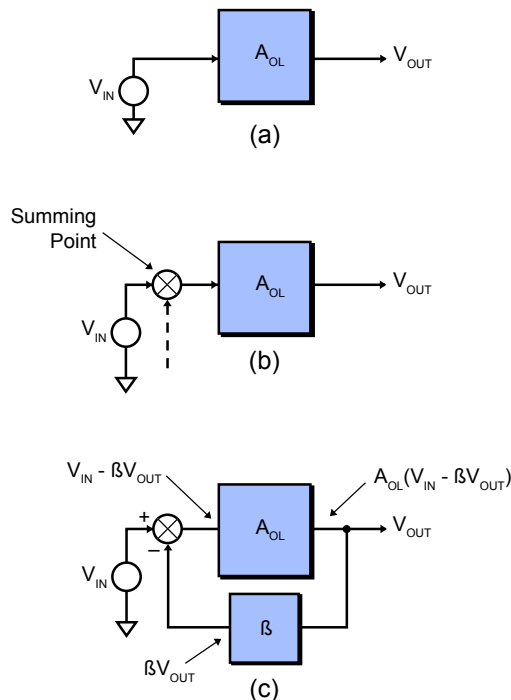 A_OL
V_OUT
V_IN
(a)
Summing
Point
A_OL
V_OUT
V_IN
(b)
V_IN - ßV_OUT
A_OL(V_IN - ßV_OUT)
+
A_OL
V_OUT
–
V_IN
ß
ßV_OUT
(c)